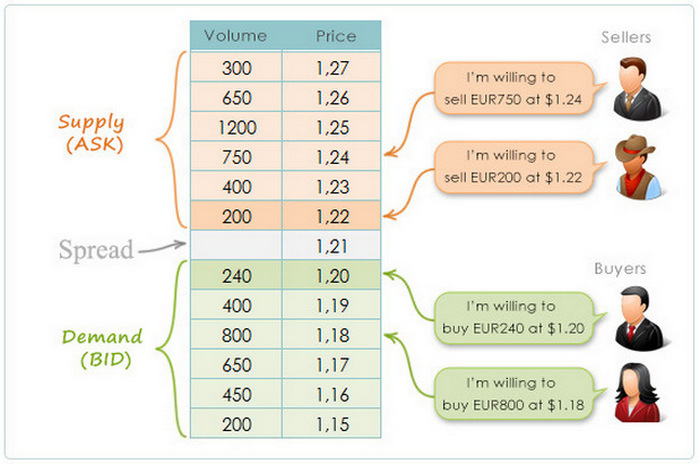 Volume Price
Sellers
300 1,27
650 1,26
1200 1,25
750 1,24
400 1,23
200 1,22
Supply
(ASK)
I'm willing to
sell EUR750 at $1.24
I'm willing to
sell EUR200 at $1.22
Spread
1,21
240 1,20
400 1,19
800 1,18
650 1,17
450 1,16
200 1,15
Demand
(BID)
Buyers
I'm willing to
buy EUR240 at $1.20
I'm willing to
buy EUR800 at $1.18